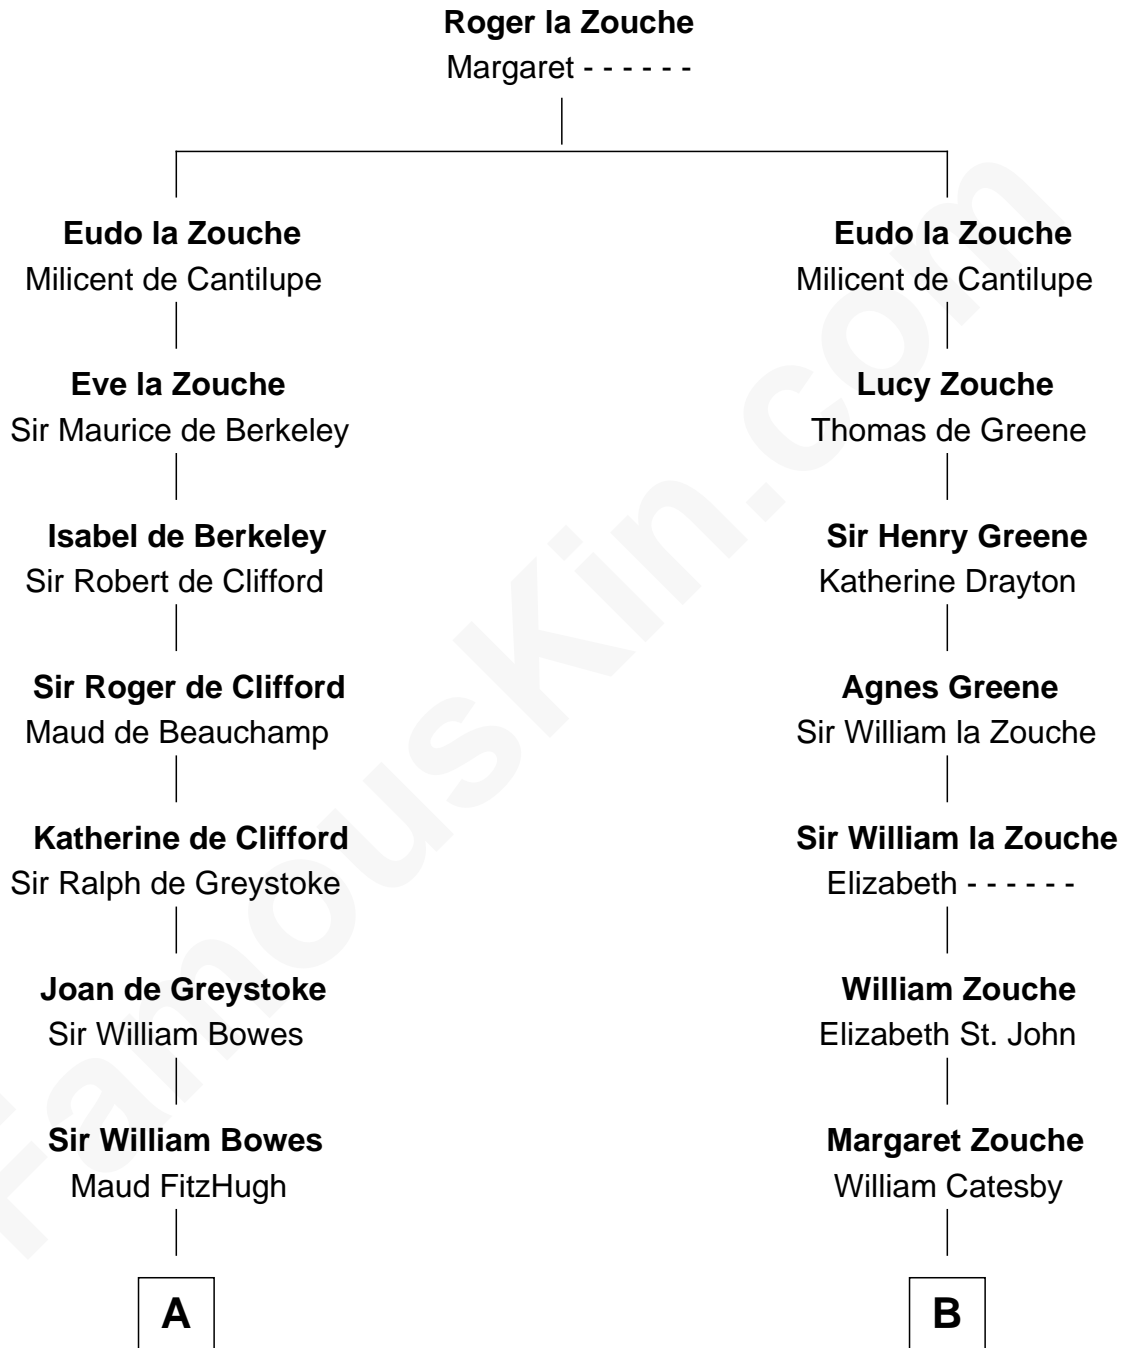 Roger la Zouche
Margaret - - - - - -
Eudo la Zouche
Milicent de Cantilupe
Eve la Zouche
Sir Maurice de Berkeley
Isabel de Berkeley
Sir Robert de Clifford
Sir Roger de Clifford
Maud de Beauchamp
Katherine de Clifford
Sir Ralph de Greystoke
Joan de Greystoke
Sir William Bowes
Sir William Bowes
Maud FitzHugh
A
Eudo la Zouche
Milicent de Cantilupe
Lucy Zouche
Thomas de Greene
Sir Henry Greene
Katherine Drayton
Agnes Greene
Sir William la Zouche
Sir William la Zouche
Elizabeth - - - - - -
William Zouche
Elizabeth St. John
Margaret Zouche
William Catesby
B
FamousKin.com